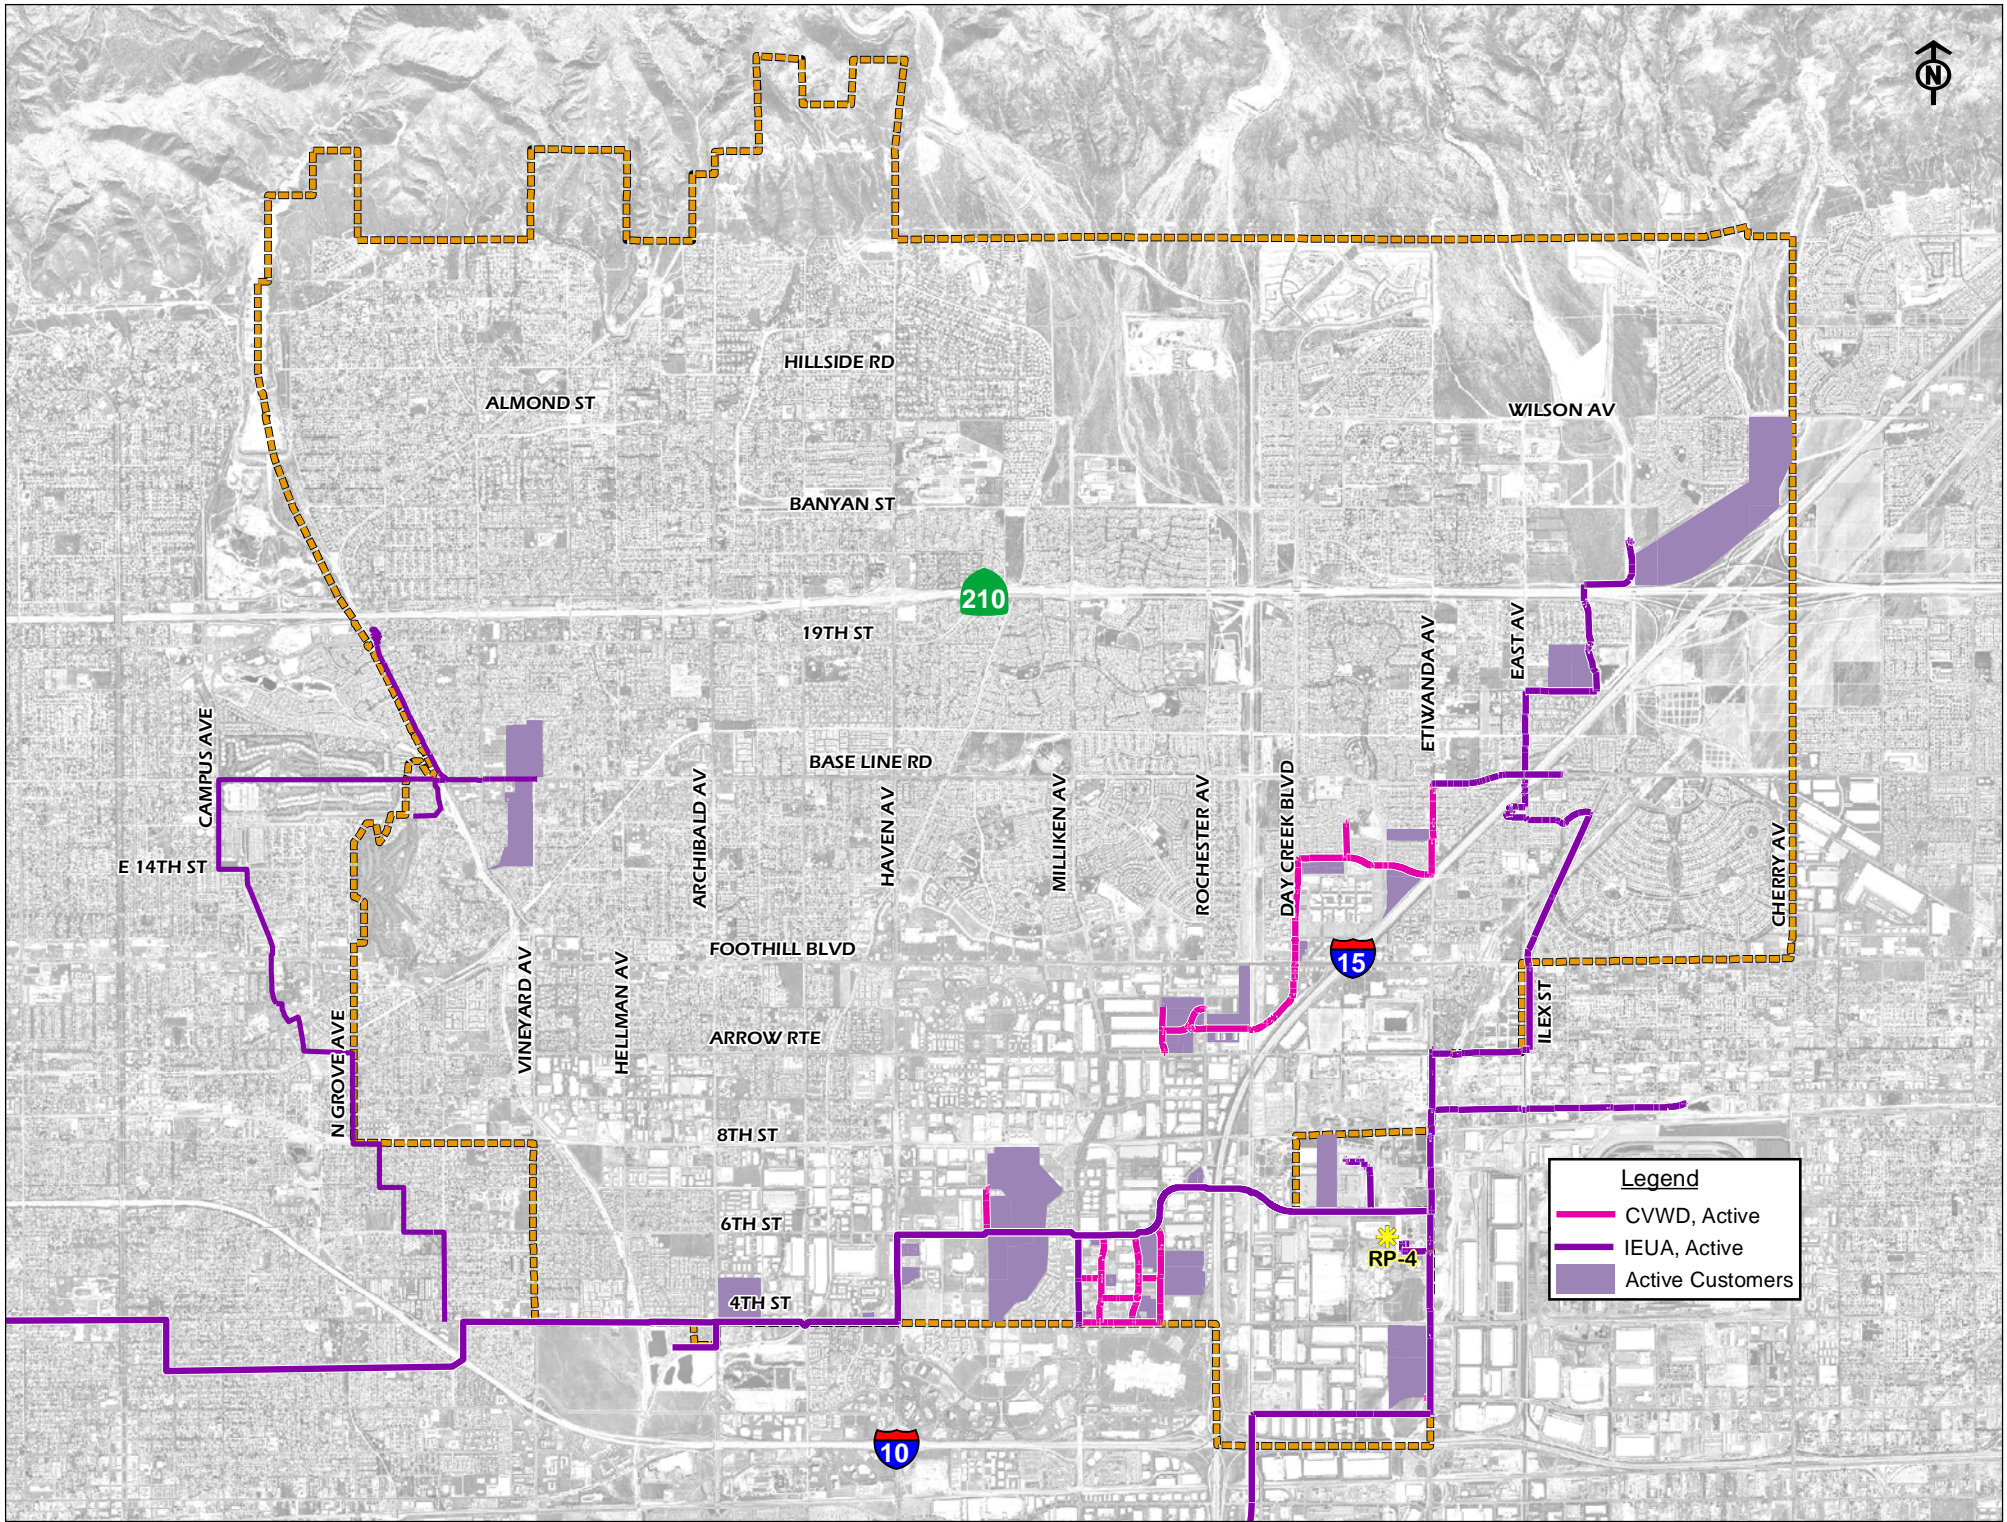 N
HILLSIDE RD
ALMOND ST
WILSON AV
BANYAN ST
210
19TH ST
ETIWANDA AV
EAST AV
CAMPUS AVE
BASE LINE RD
ARCHIBALD AV
HAVEN AV
MILLIKEN AV
ROCHESTER AV
DAY CREEK BLVD
CHERRY AV
E 14TH ST
FOOTHILL BLVD
15
VINEYARD AV
HELLMAN AV
ILEX ST
N GROVE AVE
ARROW RTE
8TH ST
6TH ST
RP-4
4TH ST
10
Legend
CVWD, Active
IEUA, Active
Active Customers